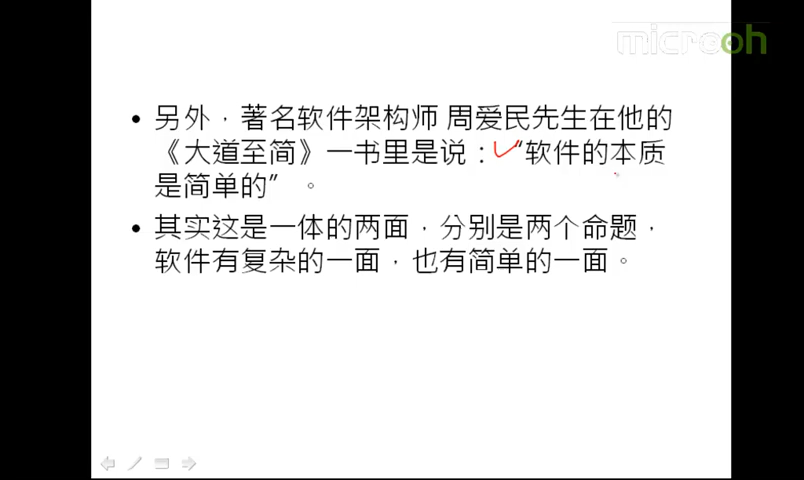 microoh
另外，著名软件架构师 周爱民先生在他的
《大道至简》一书里是说："软件的本质
是简单的" 。
其实这是一体的两面，分别是两个命题，
软件有复杂的一面，也有简单的一面。